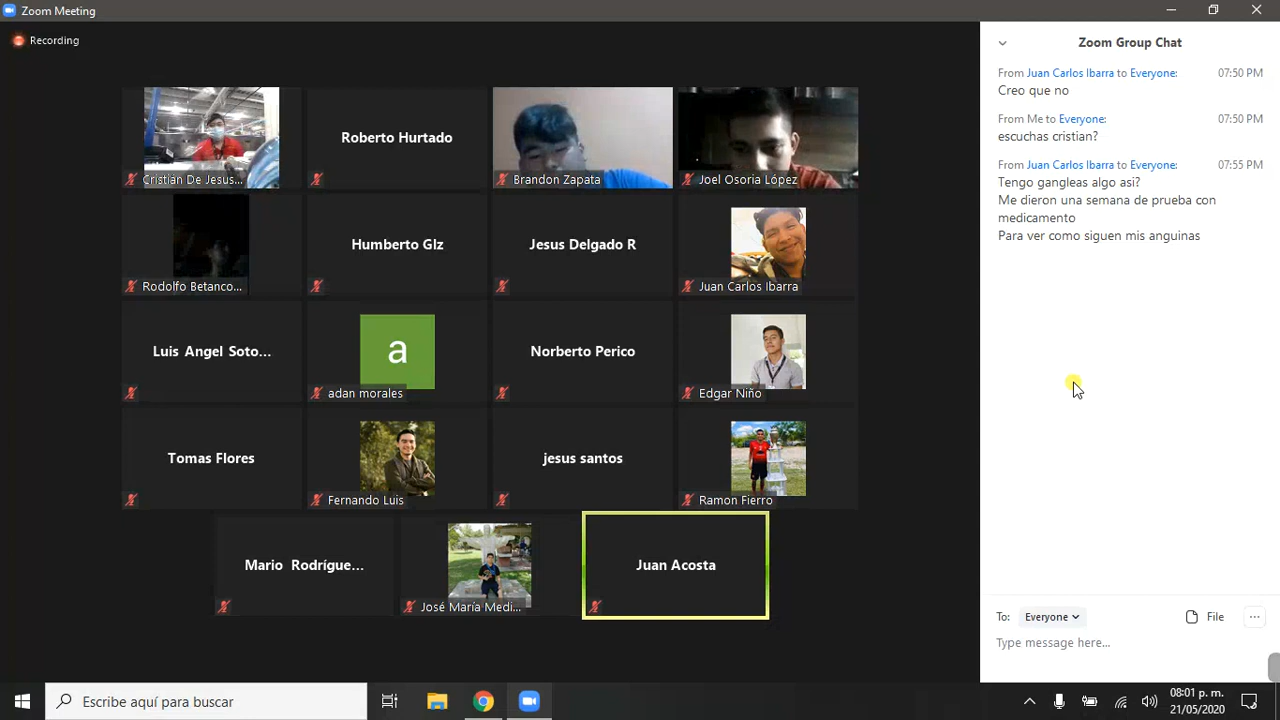 Zoom Meeting
Recording
Zoom Group Chat
From Juan Carlos Ibarra to Everyone: 07:50 PM
Creo que no
From Me to Everyone: 07:50 PM
escuchas cristian?
From Juan Carlos Ibarra to Everyone: 07:55 PM
Tengo gangleas algo asi?
Me dieron una semana de prueba con
medicamento
Para ver como siguen mis anguinas
Cristian De Jesus...
Roberto Hurtado
Brandon Zapata
Joel Osoria López
Rodolfo Betanco...
Humberto Glz
Jesus Delgado R
Juan Carlos Ibarra
Luis Angel Soto...
a
adan morales
Norberto Perico
Edgar Niño
Tomas Flores
Fernando Luis
jesus santos
Ramon Fierro
Mario Rodrígue...
José María Medi...
Juan Acosta
To: Everyone File ...
Type message here...
Escribe aquí para buscar
08:01 p. m.
21/05/2020